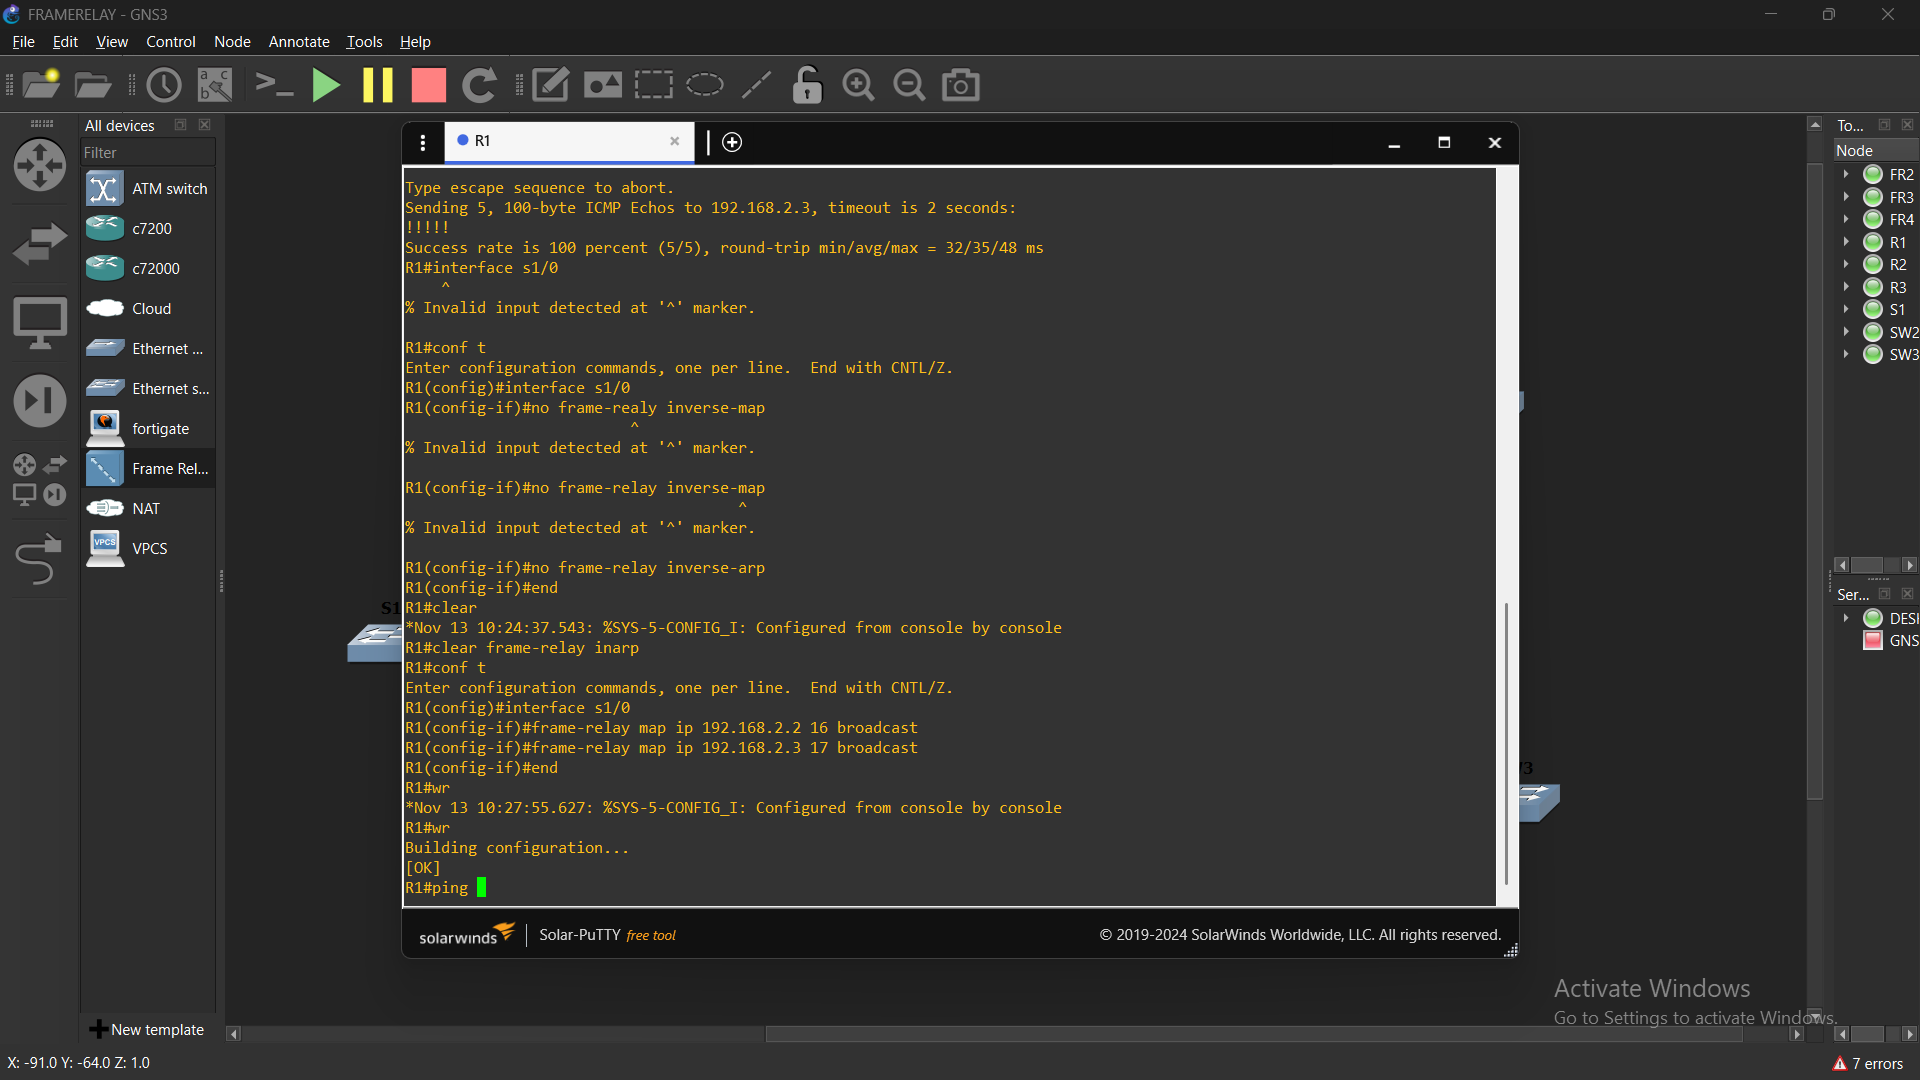 FRAMERELAY - GNS3
File Edit View Control Node Annotate Tools Help
All devices
Filter
ATM switch
c7200
c72000
Cloud
Ethernet ...
Ethernet s...
fortigate
Frame Rel...
NAT
VPCS
New template
S1
R1
Type escape sequence to abort.
Sending 5, 100-byte ICMP Echos to 192.168.2.3, timeout is 2 seconds:
!!!!!
Success rate is 100 percent (5/5), round-trip min/avg/max = 32/35/48 ms
R1#interface s1/0
^
% Invalid input detected at '^' marker.
R1#conf t
Enter configuration commands, one per line.  End with CNTL/Z.
R1(config)#interface s1/0
R1(config-if)#no frame-realy inverse-map
^
% Invalid input detected at '^' marker.
R1(config-if)#no frame-relay inverse-map
^
% Invalid input detected at '^' marker.
R1(config-if)#no frame-relay inverse-arp
R1(config-if)#end
R1#clear
*Nov 13 10:24:37.543: %SYS-5-CONFIG_I: Configured from console by console
R1#clear frame-relay inarp
R1#conf t
Enter configuration commands, one per line.  End with CNTL/Z.
R1(config)#interface s1/0
R1(config-if)#frame-relay map ip 192.168.2.2 16 broadcast
R1(config-if)#frame-relay map ip 192.168.2.3 17 broadcast
R1(config-if)#end
R1#wr
*Nov 13 10:27:55.627: %SYS-5-CONFIG_I: Configured from console by console
R1#wr
Building configuration...
[OK]
R1#ping
solarwinds Solar-PuTTY free tool
© 2019-2024 SolarWinds Worldwide, LLC. All rights reserved.
To...
Node
FR2
FR3
FR4
R1
R2
R3
S1
SW2
SW3
Ser...
DESI
GNS
Activate Windows
Go to Settings to activate Windows.
X: -91.0 Y: -64.0 Z: 1.0
7 errors